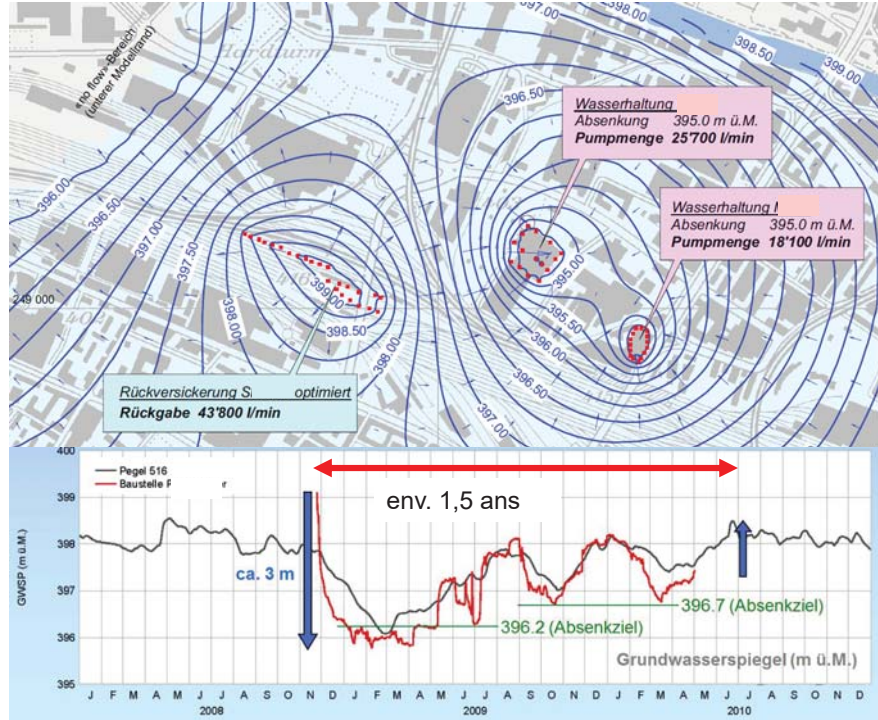 «no flow»-Bereich
(unterer Modellrand)
Hardturm
396.50
397.00
398.00
398.50
399.00
Wasserhaltung
Absenkung 395.0 m ü.M.
Pumpmenge 25'700 l/min
396.00
396.50
397.00
397.50
398.00
Wasserhaltung
Absenkung 395.0 m ü.M.
Pumpmenge 18'100 l/min
395.00
249 000
399.00
398.50
398.00
395.50
396.00
396.50
397.00
Rückversickerung optimiert
Rückgabe 43'800 l/min
400
399
398
397
396
395
GWSP (m ü.M.)
Pegel 516
Baustelle
env. 1,5 ans
ca. 3 m
396.7 (Absenkziel)
396.2 (Absenkziel)
Grundwasserspiegel (m ü.M.)
J F M A M J J A S O N D J F M A M J J A S O N D J F M A M J J A S O N D
2008 2009 2010